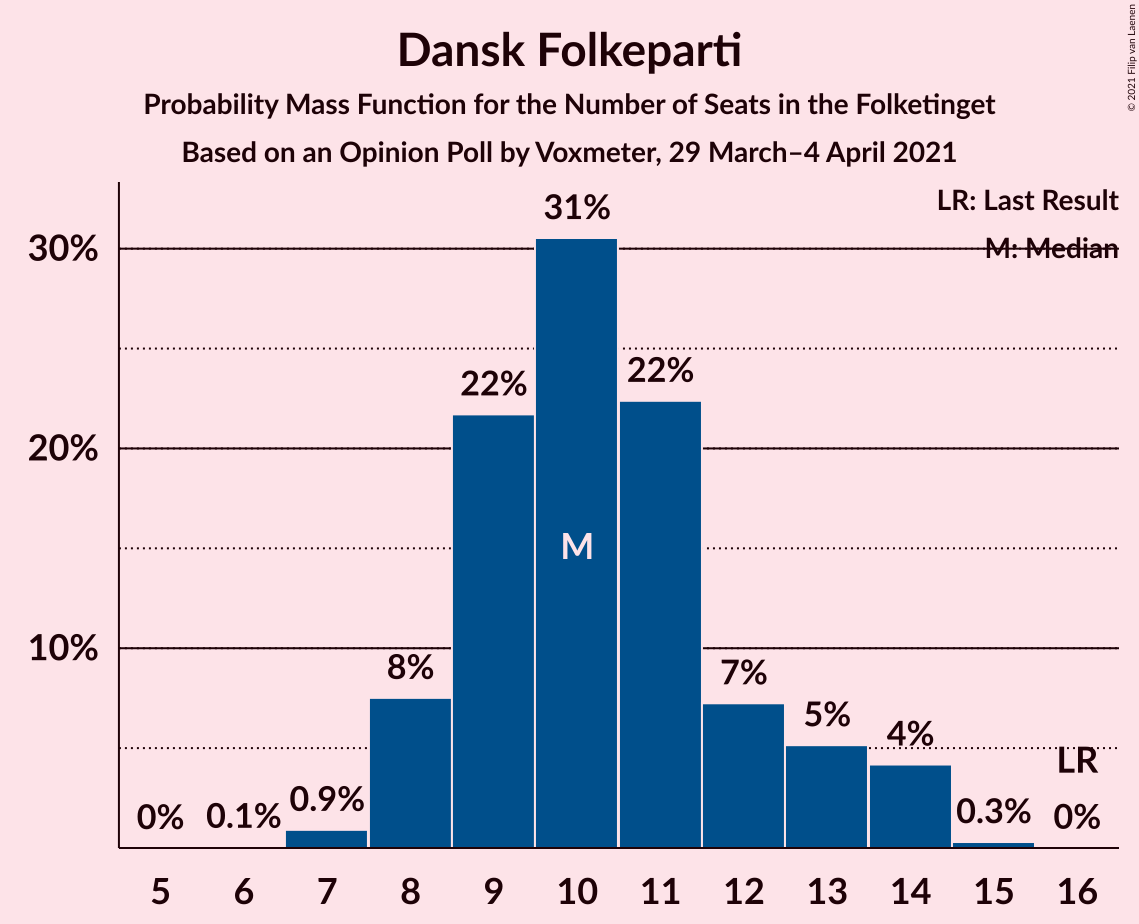 Dansk Folkeparti
Probability Mass Function for the Number of Seats in the Folketinget
Based on an Opinion Poll by Voxmeter, 29 March–4 April 2021
© 2021 Filip van Laenen
LR: Last Result
M: Median
30%
20%
10%
0%
0.1%
0.9%
8%
22%
31%
22%
7%
5%
4%
0.3%
0%
LR
M
5 6 7 8 9 10 11 12 13 14 15 16